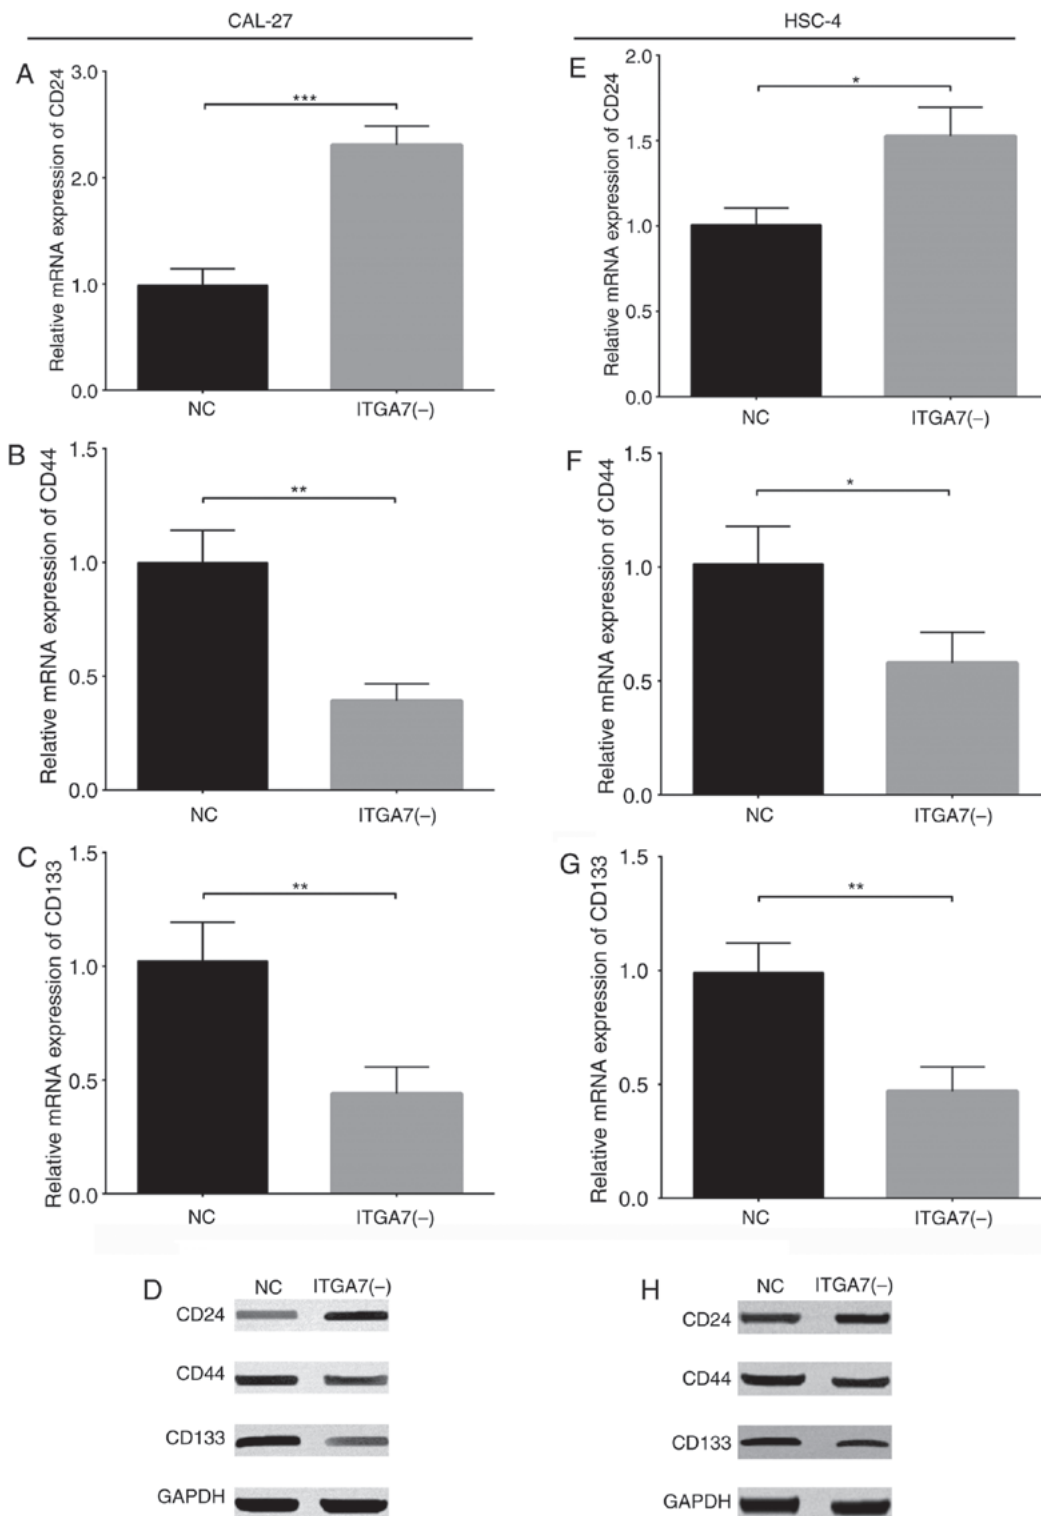 CAL-27
HSC-4
A
Relative mRNA expression of CD24
3.0
2.0
1.0
0.0
***
NC
ITGA7(–)
E
Relative mRNA expression of CD24
2.0
1.5
1.0
0.5
0.0
*
NC
ITGA7(–)
B
Relative mRNA expression of CD44
1.5
1.0
0.5
0.0
**
NC
ITGA7(–)
F
Relative mRNA expression of CD44
1.5
1.0
0.5
0.0
*
NC
ITGA7(–)
C
Relative mRNA expression of CD133
1.5
1.0
0.5
0.0
**
NC
ITGA7(–)
G
Relative mRNA expression of CD133
1.5
1.0
0.5
0.0
**
NC
ITGA7(–)
D
NC ITGA7(–)
CD24
CD44
CD133
GAPDH
H
NC ITGA7(–)
CD24
CD44
CD133
GAPDH